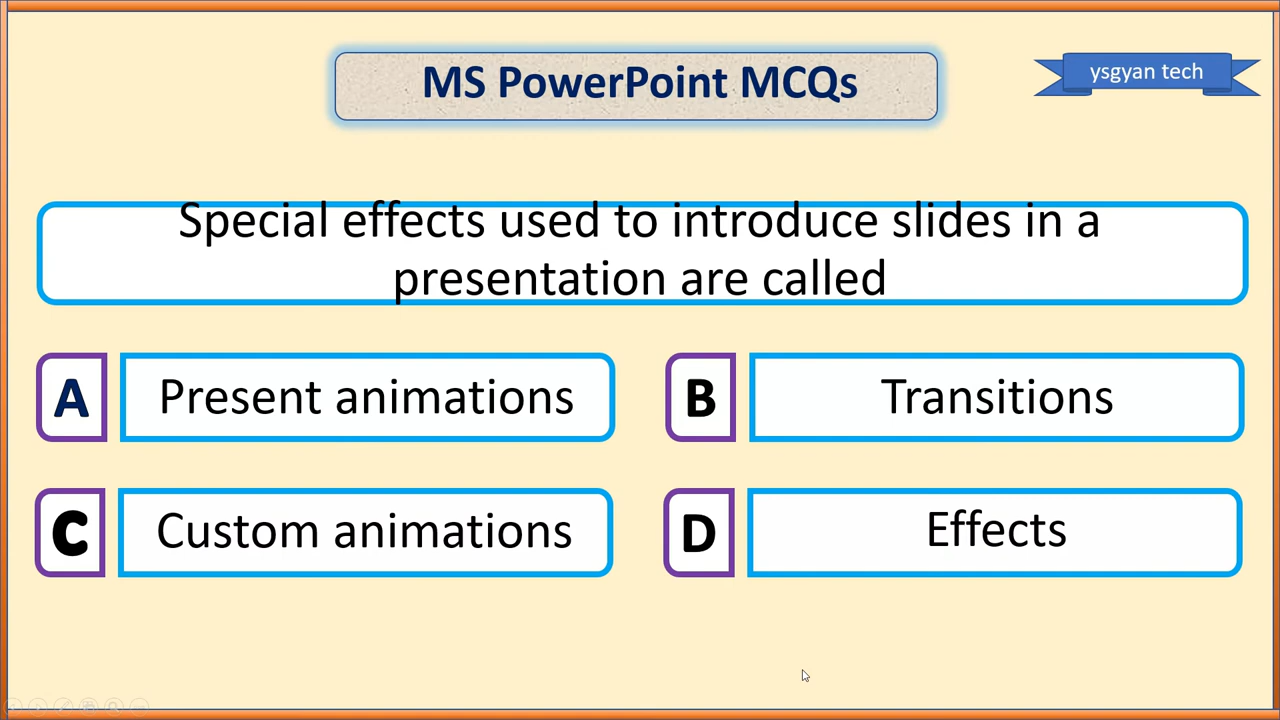 MS PowerPoint MCQs
ysgyan tech
Special effects used to introduce slides in a
presentation are called
A Present animations
B Transitions
C Custom animations
D Effects